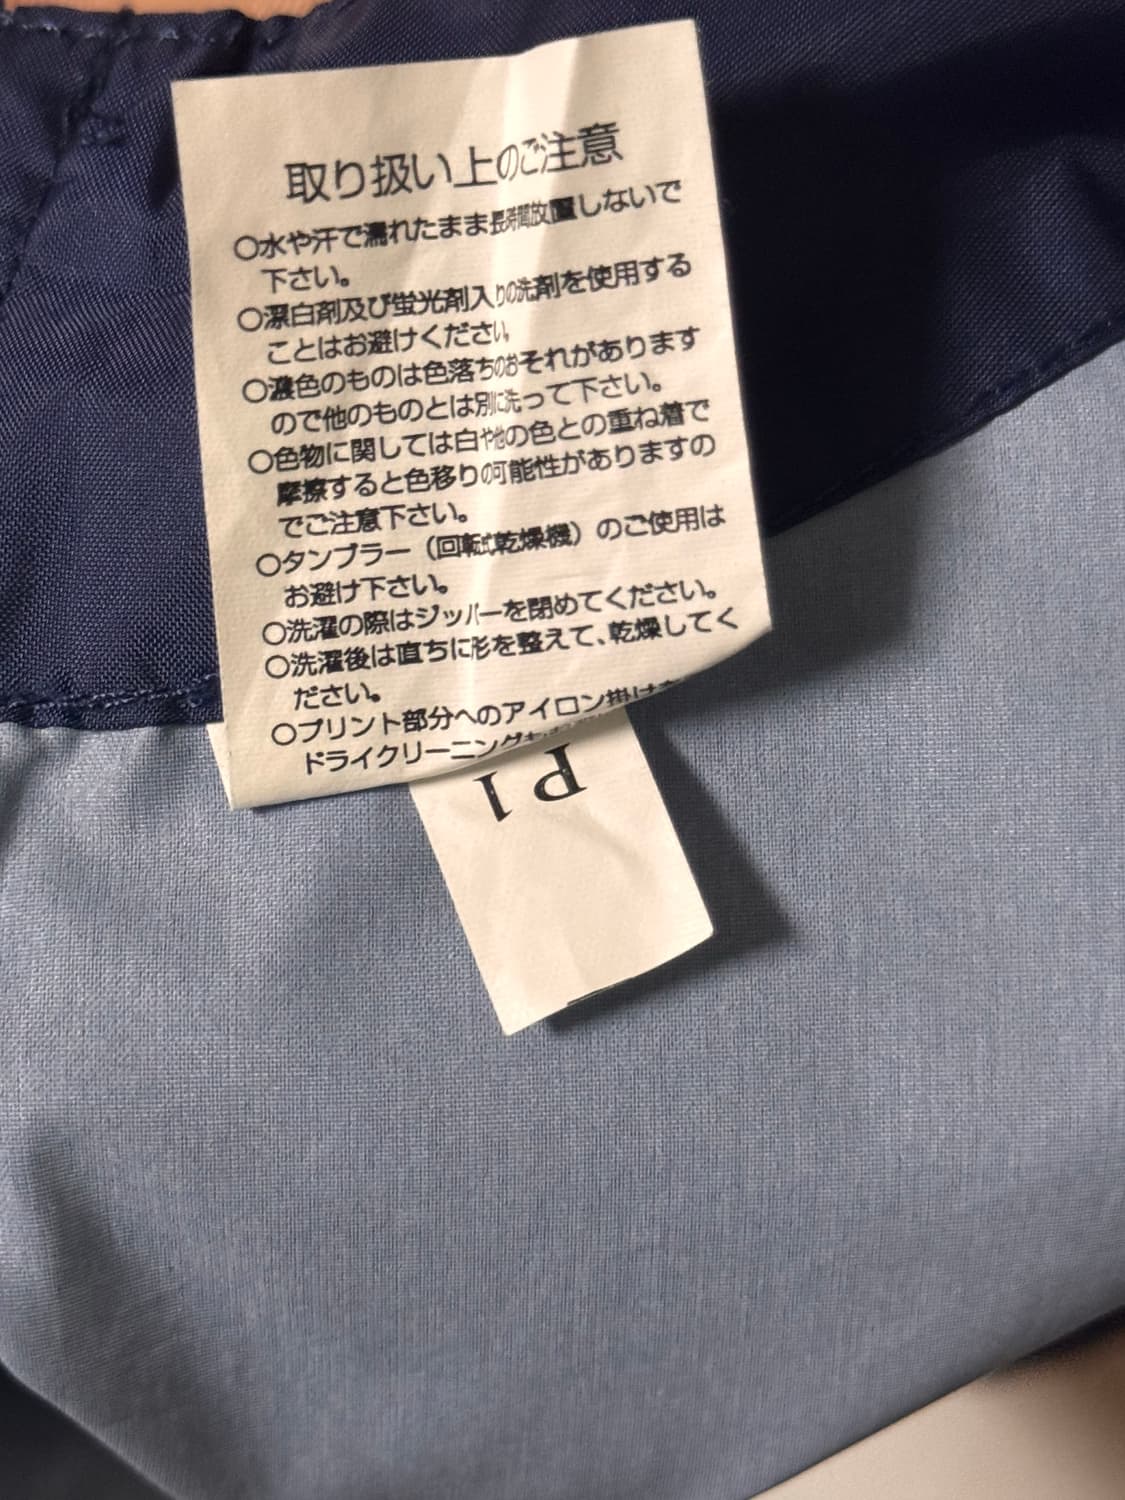 取り扱い上のご注意
○水や汗で濡れたまま長時間放置しないで
下さい。
○漂白剤及び蛍光剤入りの洗剤を使用する
ことはお避けください。
○濃色のものは色落ちのおそれがあります
ので他のものとは別に洗って下さい。
○色物に関しては白や他の色との重ね着で
摩擦すると色移りの可能性がありますの
でご注意下さい。
○タンブラー（回転式乾燥機）のご使用は
お避け下さい。
○洗濯の際はジッパーを閉めてください。
○洗濯後は直ちに形を整えて、乾燥してく
ださい。
○プリント部分へのアイロン掛け
ドライクリーニング
P1